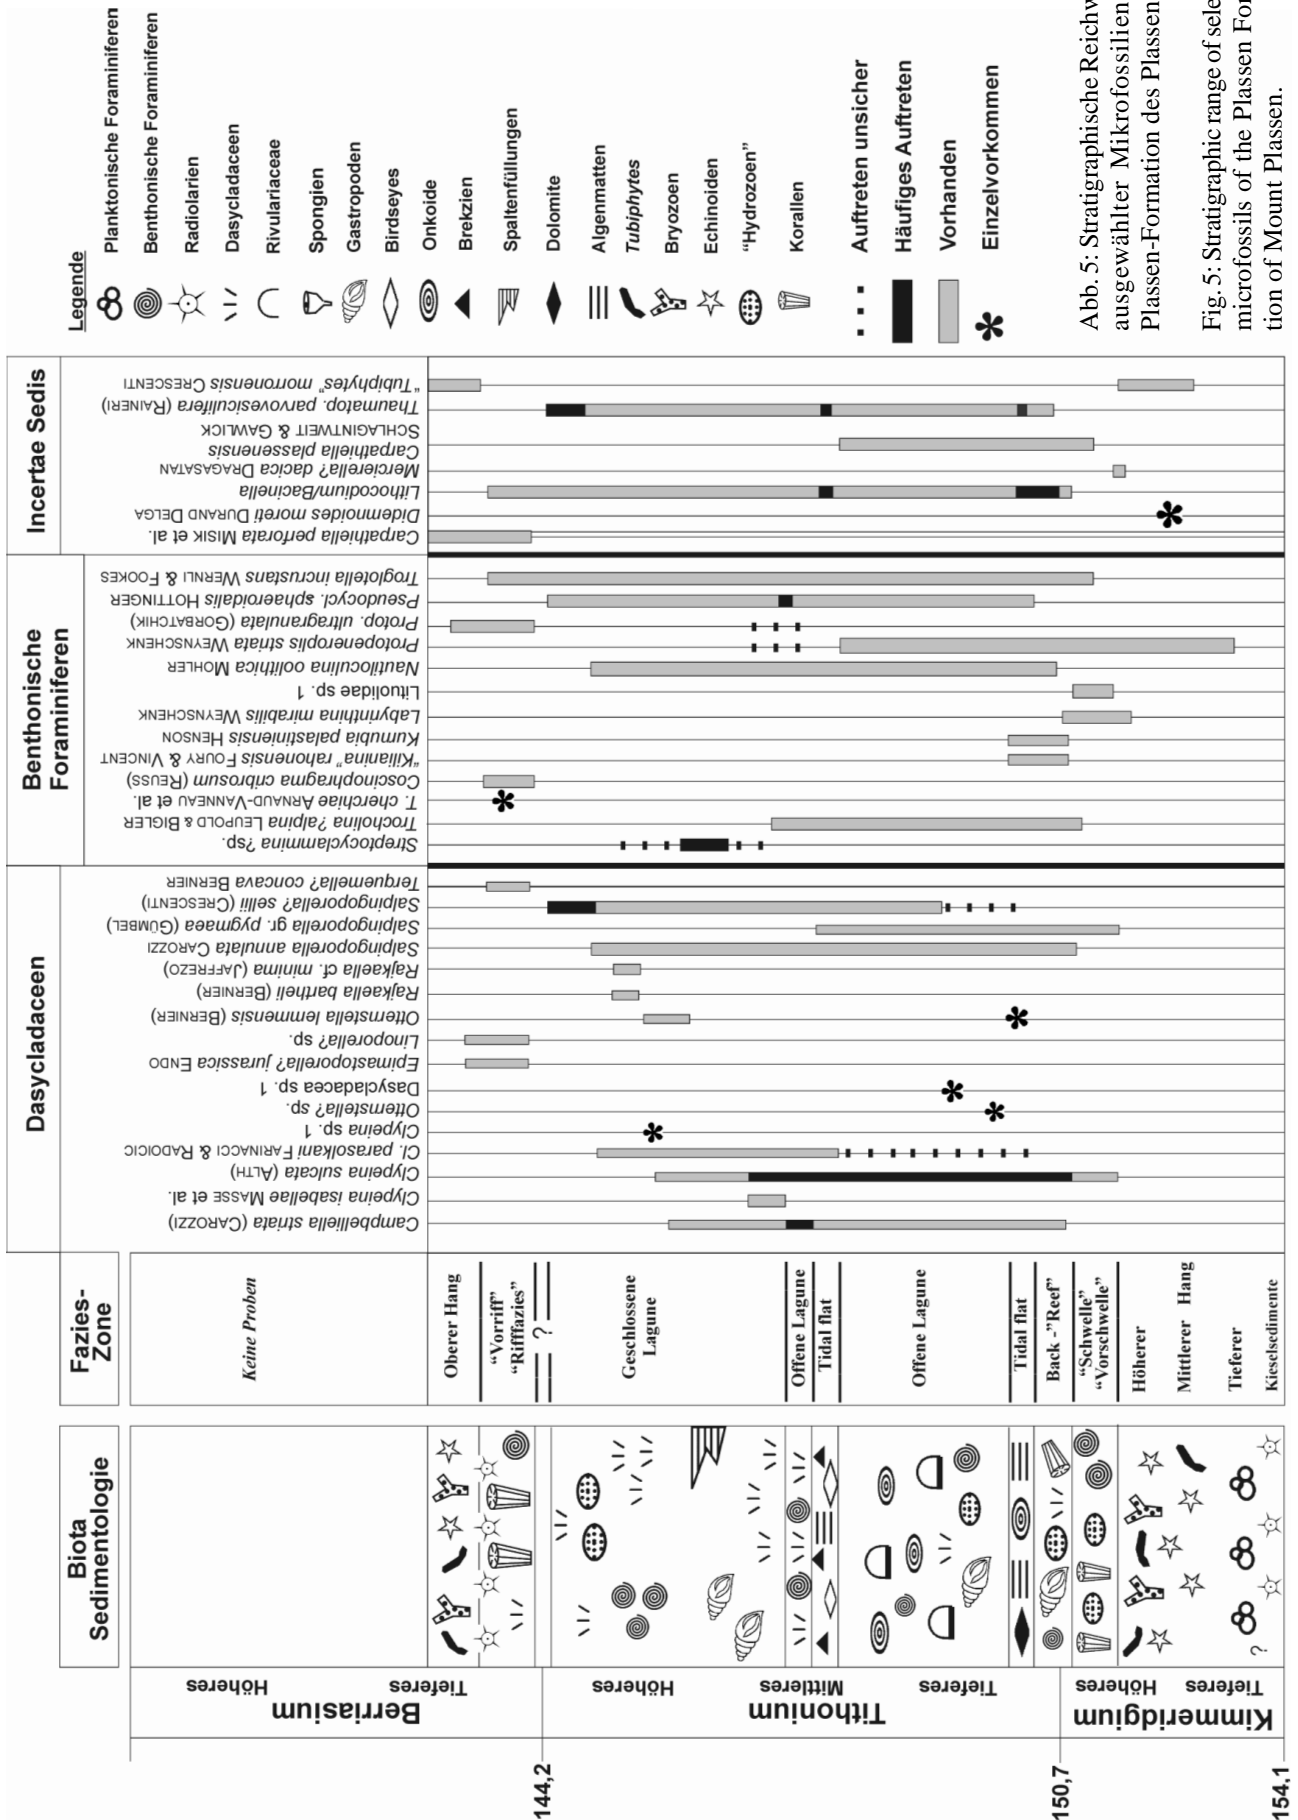 Biota
Sedimentologie
Fazies-
Zone
Dasycladaceen
Benthonische
Foraminiferen
Incertae Sedis
Campbelliella striata (CAROZZI)
Clypeina isabellae MASSE et al.
Clypeina sulcata (ALTH)
Cl. parasolkani FARINACCI & RADOICIC
Clypeina sp. 1
Otternstella? sp.
Dasycladacea sp. 1
Epimastoporella? jurassica ENDO
Linoporella? sp.
Otternstella lemmensis (BERNIER)
Rajkaella bartheli (BERNIER)
Rajkaella cf. minima (JAFFREZO)
Salpingoporella annulata CAROZZI
Salpingoporella gr. pygmaea (GÜMBEL)
Salpingoporella? sellii (CRESCENTI)
Terquemella? concava BERNIER
Streptocyclammina ?sp.
Trocholina ?alpina LEUPOLD & BIGLER
T. cherchiae ARNAUD-VANNEAU et al.
Coscinophragma cribrosum (REUSS)
"Kilianina" rahonensis FOURY & VINCENT
Kurnubia palastiniensis HENSON
Labyrinthina mirabilis WEYNSCHENK
Lituolidae sp. 1
Nautiloculina oolithica MOHLER
Protopeneroplis striata WEYNSCHENK
Protop. ultragranulata (GORBATCHIK)
Pseudocycl. sphaeroidalis HOTTINGER
Troglotella incrustans WERNLI & FOOKES
Carpathiella perforata MISIK et al.
Didemnoides moreti DURAND DELGA
Lithocodium/Bacinella
Mercierella? dacica DRAGASATAN
Carpathiella plassenensis
SCHLAGINTWEIT & GAWLICK
Thaumatop. parvovesiculifera (RAINERI)
"Tubiphytes" morronensis CRESCENTI
144,2
150,7
154,1
Berriasium
Höheres
Tieferes
Tithonium
Höheres
Mittleres
Tieferes
Kimmeridgium
Höheres
Tieferes
?
Keine Proben
Oberer Hang
"Vorriff"
"Rifffazies"
?
Geschlossene
Lagune
Offene Lagune
Tidal flat
Offene Lagune
Tidal flat
Back -"Reef"
"Schwelle"
"Vorschwelle"
Höherer
Mittlerer Hang
Tieferer
Kieselsedimente
Legende
Planktonische Foraminiferen
Benthonische Foraminiferen
Radiolarien
Dasycladaceen
Rivulariaceae
Spongien
Gastropoden
Birdseyes
Onkoide
Brekzien
Spaltenfüllungen
Dolomite
Algenmatten
Tubiphytes
Bryozoen
Echinoiden
"Hydrozoen"
Korallen
Auftreten unsicher
Häufiges Auftreten
Vorhanden
Einzelvorkommen
Abb. 5: Stratigraphische
ausgewählter Mikrofossilien
Plassen-Formation des Plassen
Fig. 5: Stratigraphic range of
microfossils of the Plassen
tion of Mount Plassen.